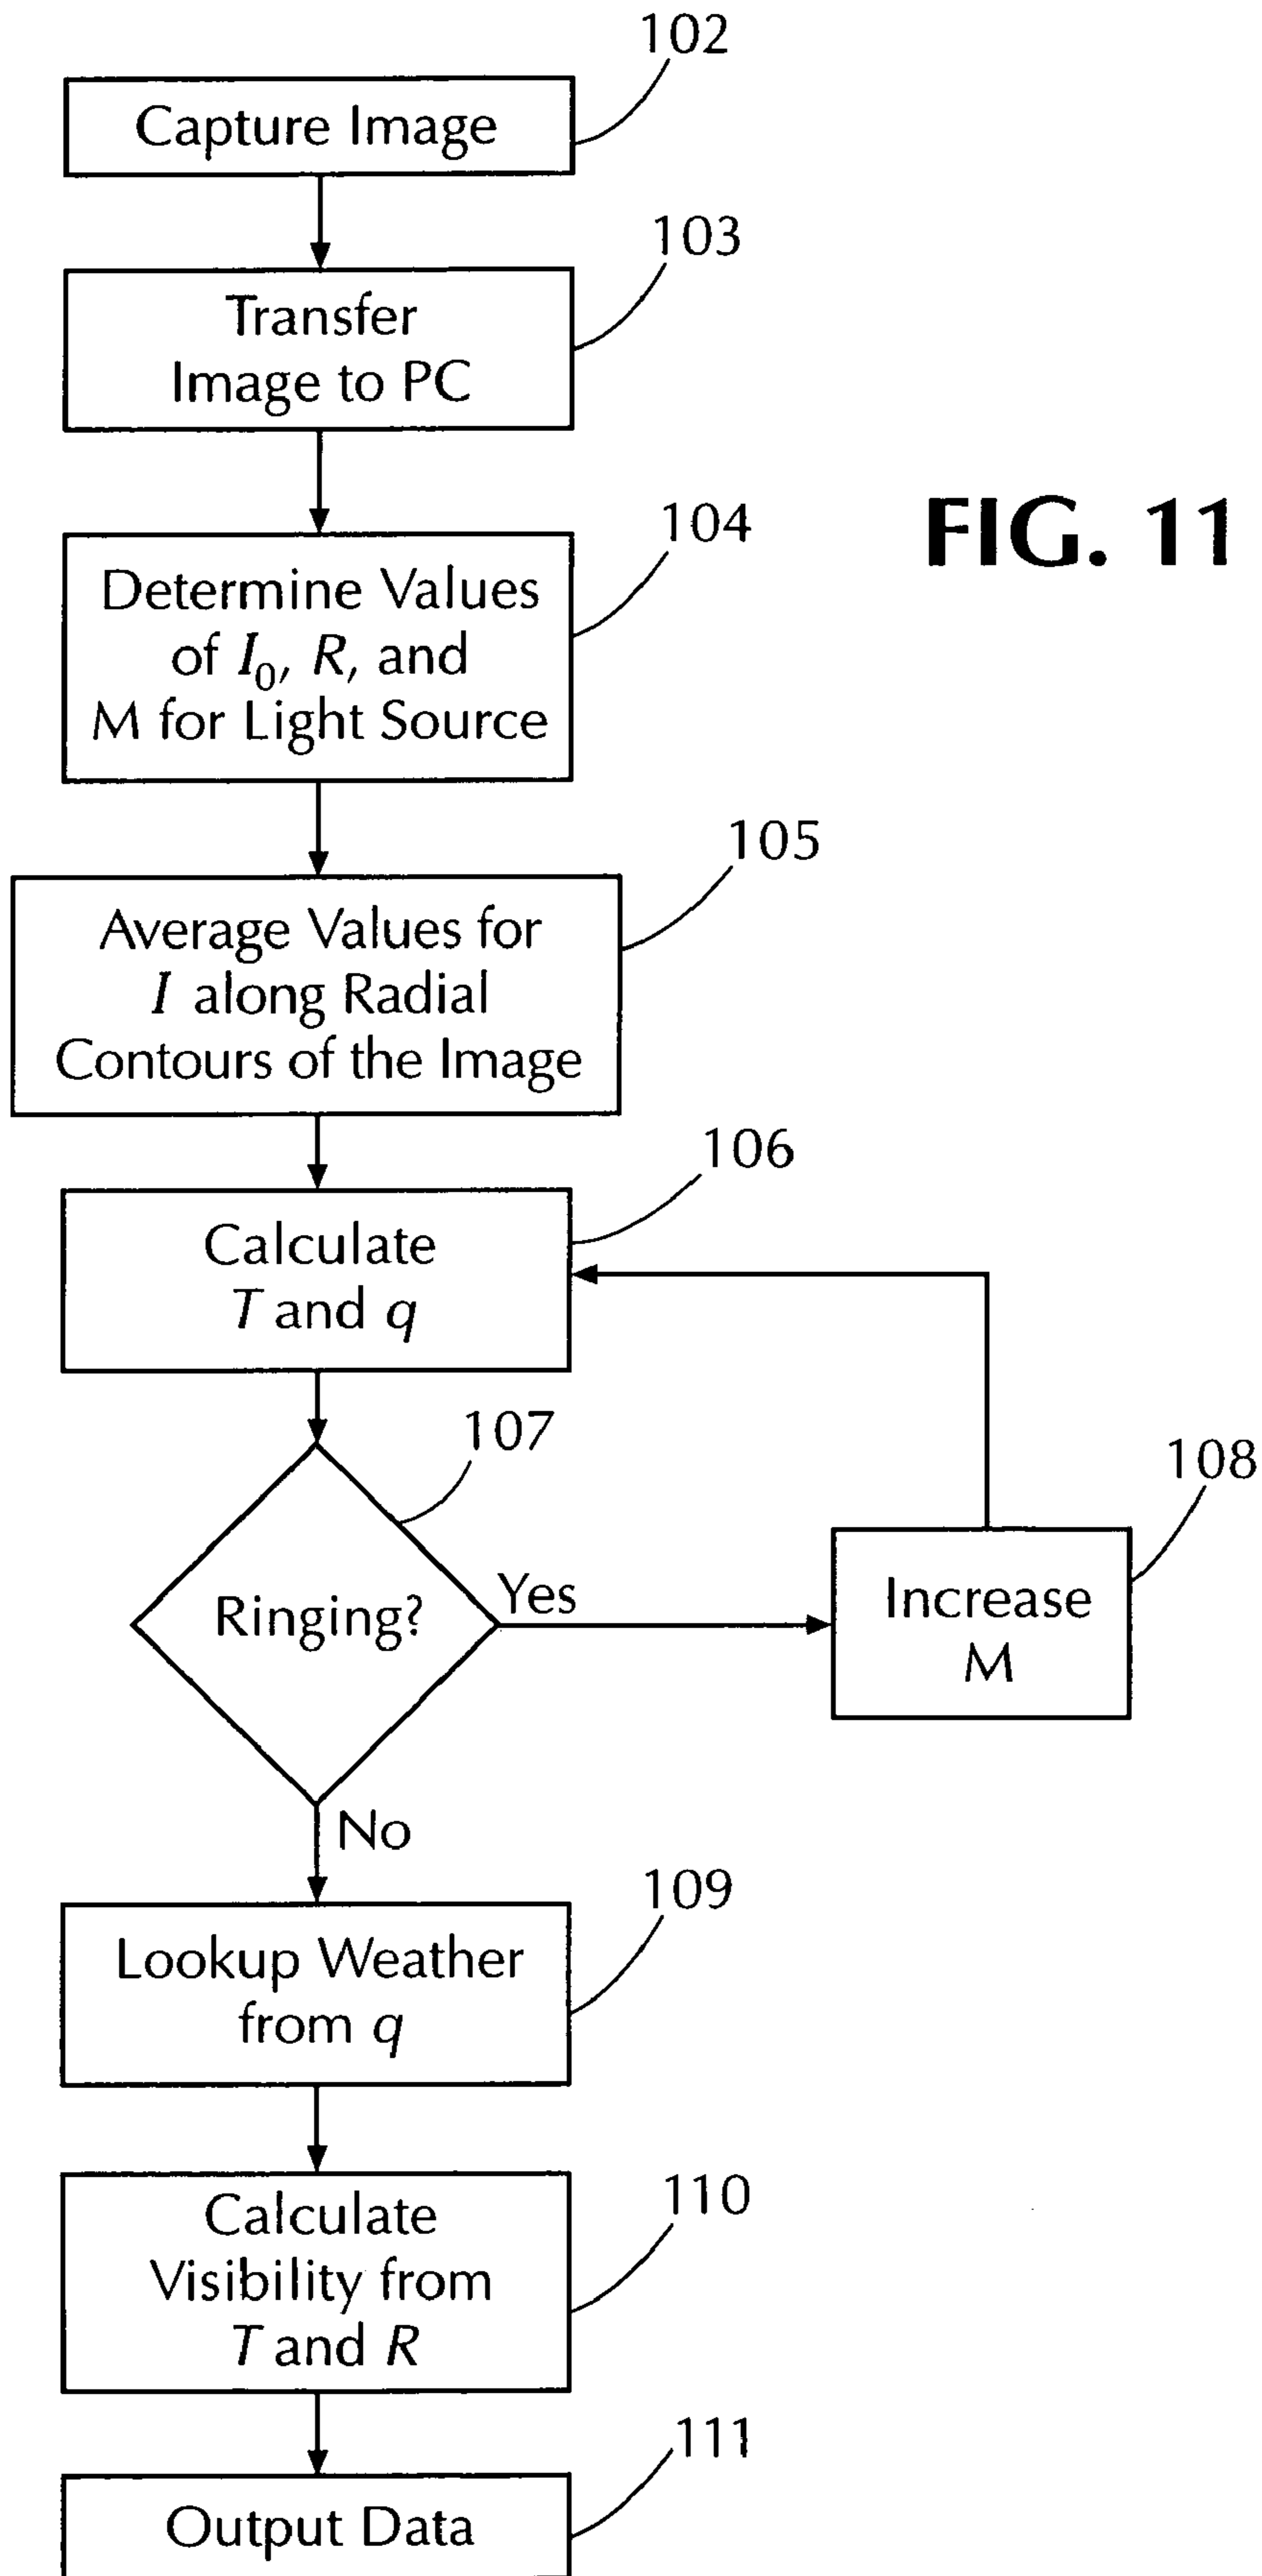 102
Capture Image
103
Transfer
Image to PC
FIG. 11
104
Determine Values
of I₀, R, and
M for Light Source
105
Average Values for
I along Radial
Contours of the Image
106
Calculate
T and q
107
108
Ringing?
Yes
Increase
M
No
109
Lookup Weather
from q
110
Calculate
Visibility from
T and R
111
Output Data